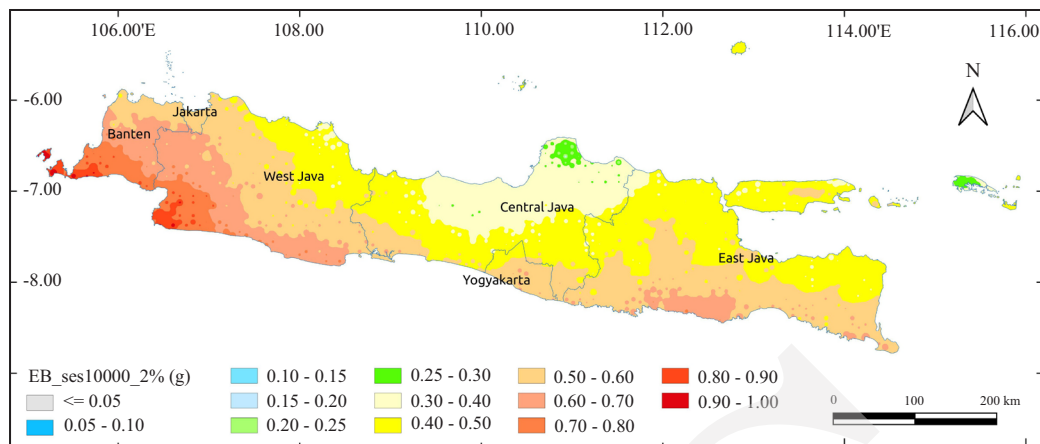 106.00'E 108.00 110.00 112.00 114.00'E 116.00
N
-6.00
-7.00
-8.00
Jakarta
Banten
West Java
Central Java
Yogyakarta
East Java
EB_ses10000_2% (g)
<= 0.05
0.05 - 0.10
0.10 - 0.15
0.15 - 0.20
0.20 - 0.25
0.25 - 0.30
0.30 - 0.40
0.40 - 0.50
0.50 - 0.60
0.60 - 0.70
0.70 - 0.80
0.80 - 0.90
0.90 - 1.00
0 100 200 km